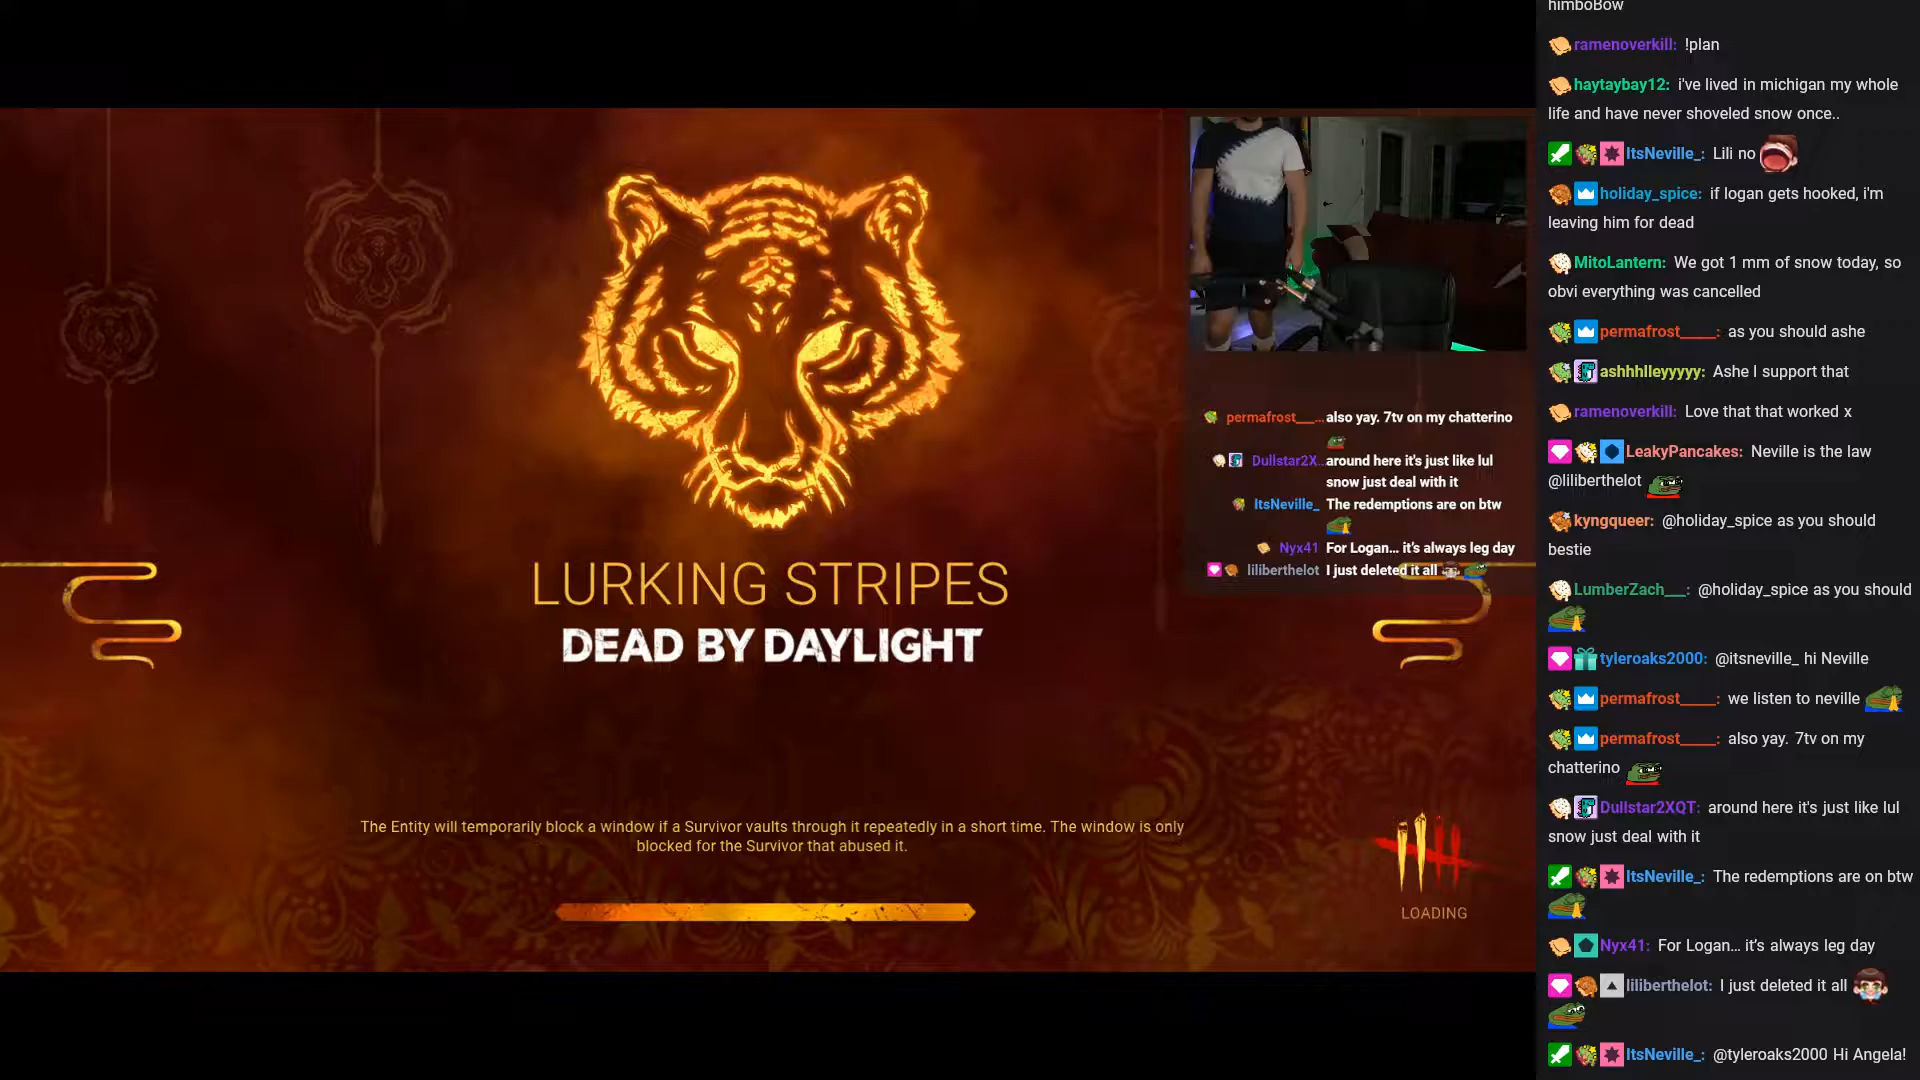 LURKING STRIPES
DEAD BY DAYLIGHT
The Entity will temporarily block a window if a Survivor vaults through it repeatedly in a short time. The window is only
blocked for the Survivor that abused it.
LOADING
permafrost___... also yay. 7tv on my chatterino
Dullstar2X... around here it's just like lul
snow just deal with it
ItsNeville_ The redemptions are on btw
Nyx41 For Logan... it's always leg day
liliberthelot I just deleted it all
himboBow
ramenoverkill: !plan
haytaybay12: i've lived in michigan my whole
life and have never shoveled snow once..
ItsNeville_: Lili no
holiday_spice: if logan gets hooked, i'm
leaving him for dead
MitoLantern: We got 1 mm of snow today, so
obvi everything was cancelled
permafrost_____: as you should ashe
ashhhlleyyyyy: Ashe I support that
ramenoverkill: Love that that worked x
LeakyPancakes: Neville is the law
@liliberthelot
kyngqueer: @holiday_spice as you should
bestie
LumberZach___: @holiday_spice as you should
tyleroaks2000: @itsneville_ hi Neville
permafrost_____: we listen to neville
permafrost_____: also yay. 7tv on my
chatterino
Dullstar2XQT: around here it's just like lul
snow just deal with it
ItsNeville_: The redemptions are on btw
Nyx41: For Logan… it's always leg day
liliberthelot: I just deleted it all
ItsNeville_: @tyleroaks2000 Hi Angela!